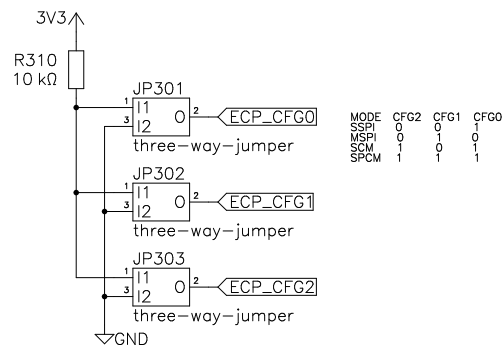 3V3
R310
10 kΩ
JP301
1 I1 O 2 ECP_CFG0
3 I2
three-way-jumper
MODE CFG2 CFG1 CFG0
SSPI 0 0 1
MSPI 0 1 0
SCM 1 0 1
SPCM 1 1 1
JP302
1 I1 O 2 ECP_CFG1
3 I2
three-way-jumper
JP303
1 I1 O 2 ECP_CFG2
3 I2
three-way-jumper
GND